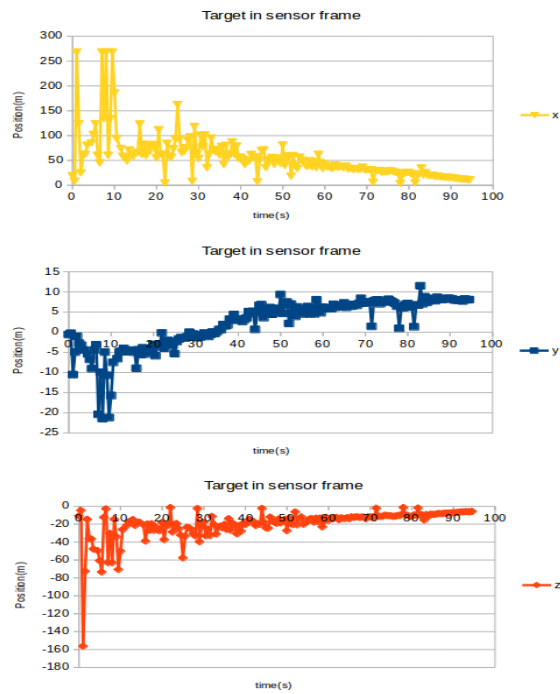 Target in sensor frame
300
250
200
150
100
50
0
0 10 20 30 40 50 60 70 80 90 100
Position(m)
time(s)
x
Target in sensor frame
15
10
5
0
-5
-10
-15
-20
-25
0 10 20 30 40 50 60 70 80 90 100
Position(m)
time(s)
y
Target in sensor frame
0
-20
-40
-60
-80
-100
-120
-140
-160
-180
0 10 20 30 40 50 60 70 80 90 100
Position(m)
time(s)
z